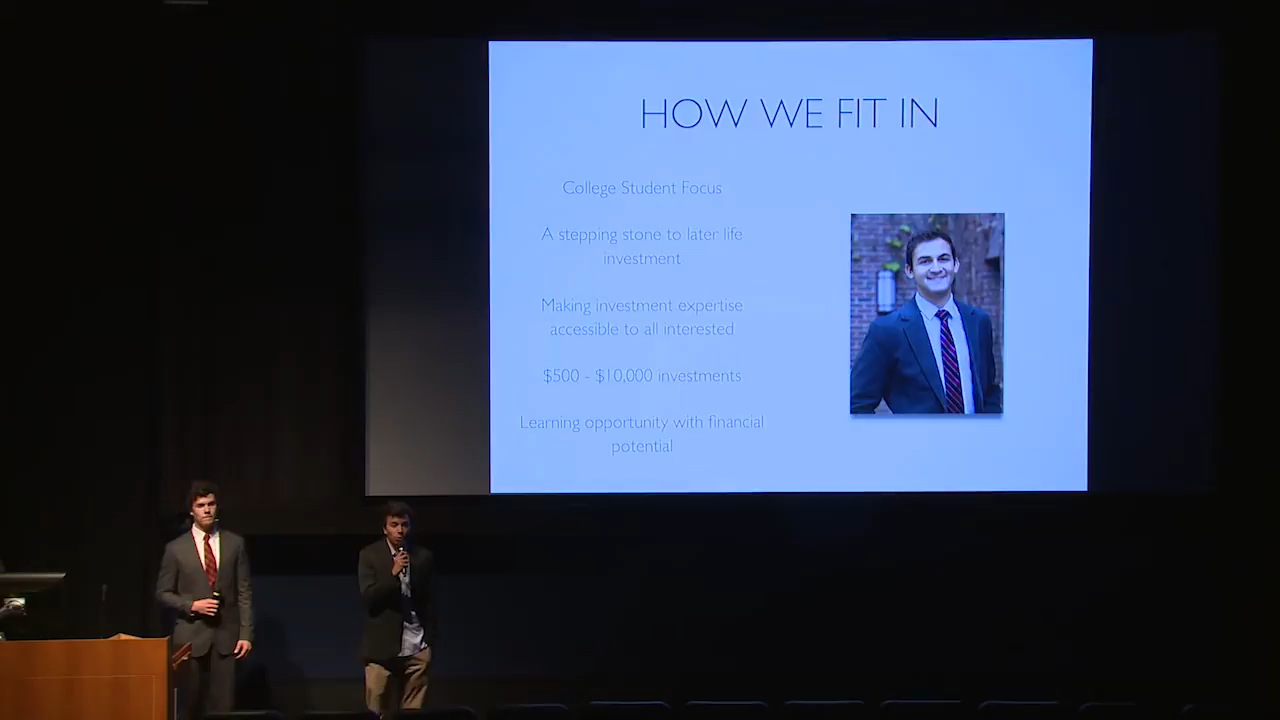 HOW WE FIT IN
College Student Focus
A stepping stone to later life
investment
Making investment expertise
accessible to all interested
$500 - $10,000 investments
Learning opportunity with financial
potential